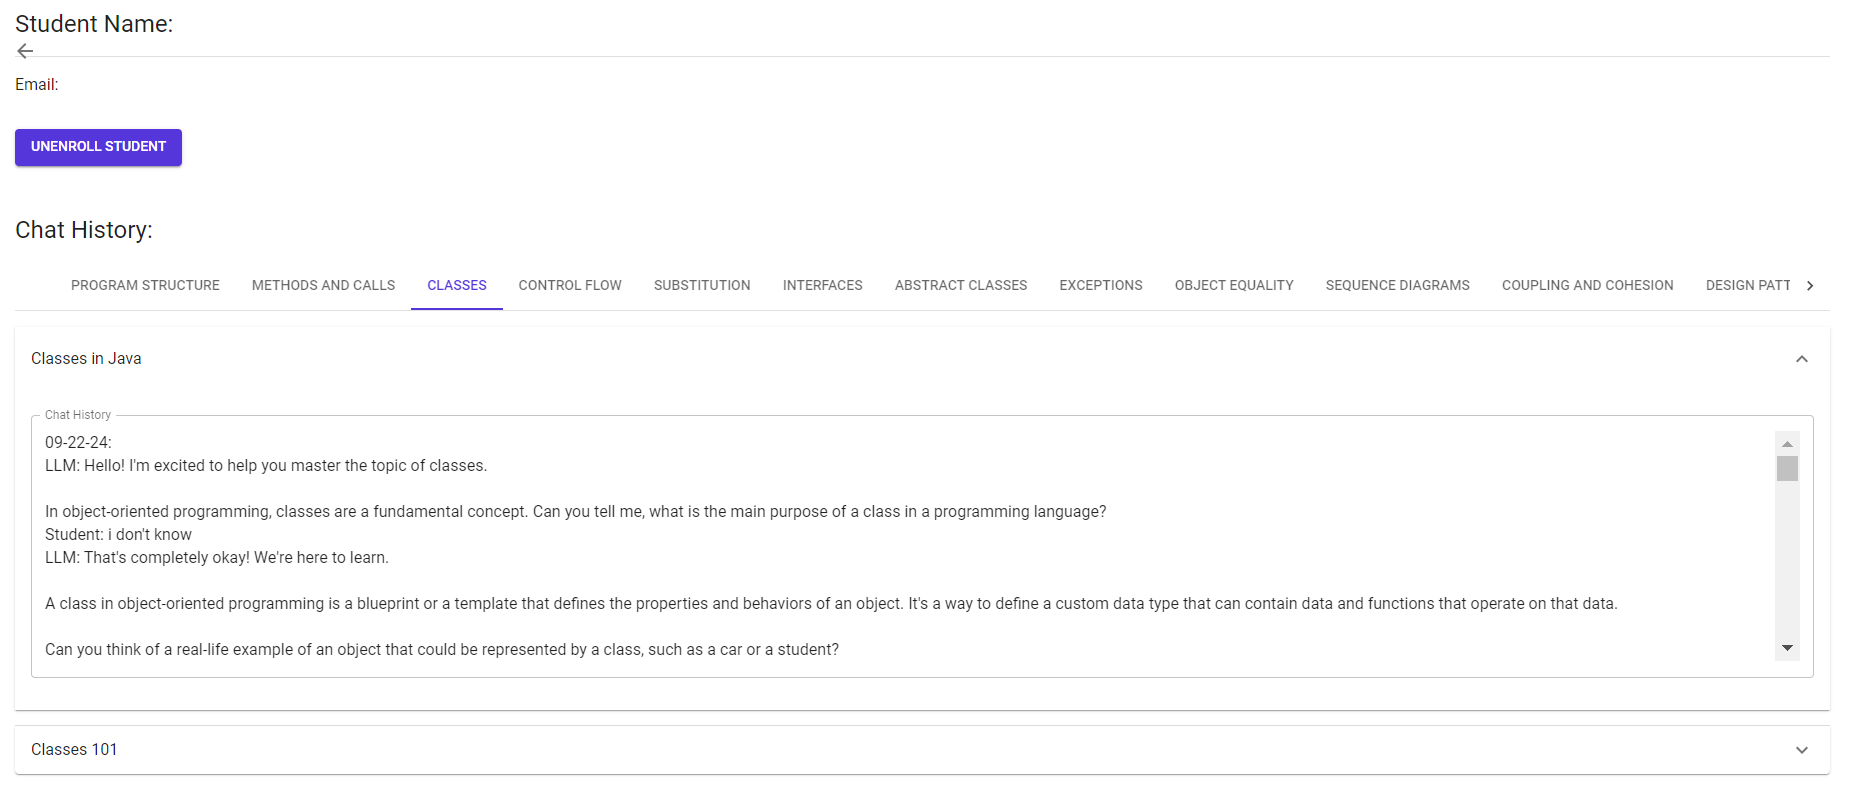 Student Name:
Email:
UNENROLL STUDENT
Chat History:
PROGRAM STRUCTURE METHODS AND CALLS CLASSES CONTROL FLOW SUBSTITUTION INTERFACES ABSTRACT CLASSES EXCEPTIONS OBJECT EQUALITY SEQUENCE DIAGRAMS COUPLING AND COHESION DESIGN PATT
Classes in Java
Chat History
09-22-24:
LLM: Hello! I'm excited to help you master the topic of classes.
In object-oriented programming, classes are a fundamental concept. Can you tell me, what is the main purpose of a class in a programming language?
Student: i don't know
LLM: That's completely okay! We're here to learn.
A class in object-oriented programming is a blueprint or a template that defines the properties and behaviors of an object. It's a way to define a custom data type that can contain data and functions that operate on that data.
Can you think of a real-life example of an object that could be represented by a class, such as a car or a student?
Classes 101